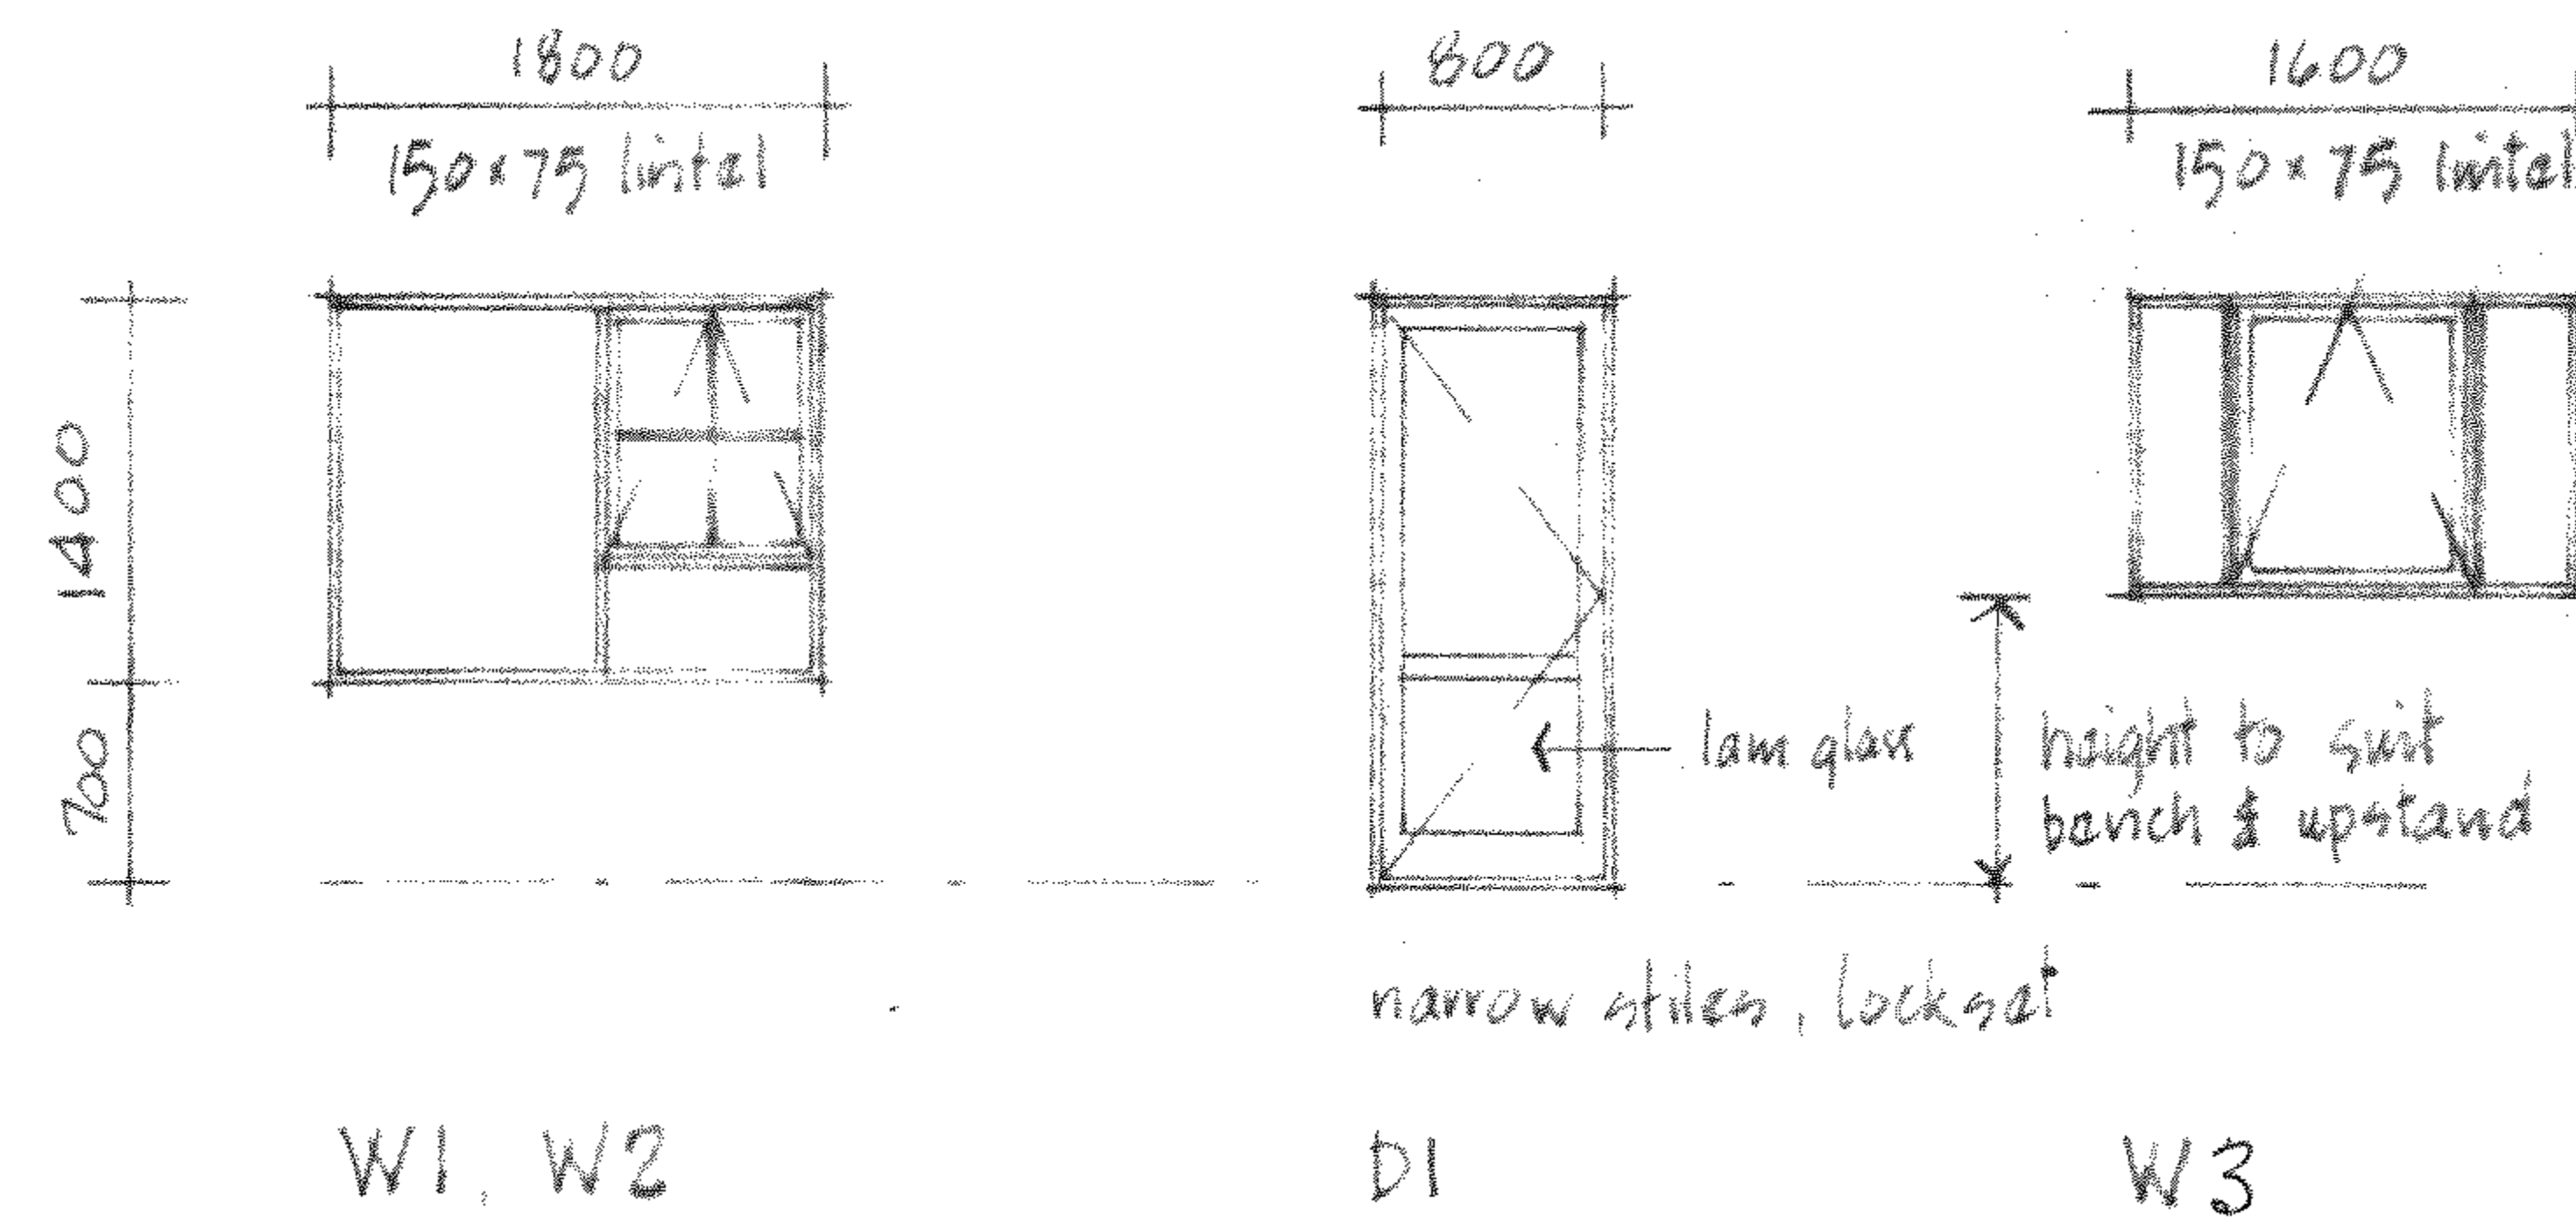 1800
150x75 lintel
1400
700
W1, W2
800
lam glass
narrow stiles, lockset
D1
1600
150x75 lintel
height to suit
bench & upstand
W3